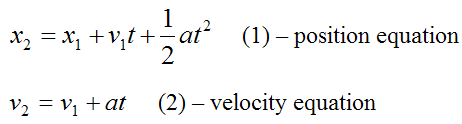 x₂ = x₁ + v₁t + ½at² (1) – position equation
v₂ = v₁ + at (2) – velocity equation